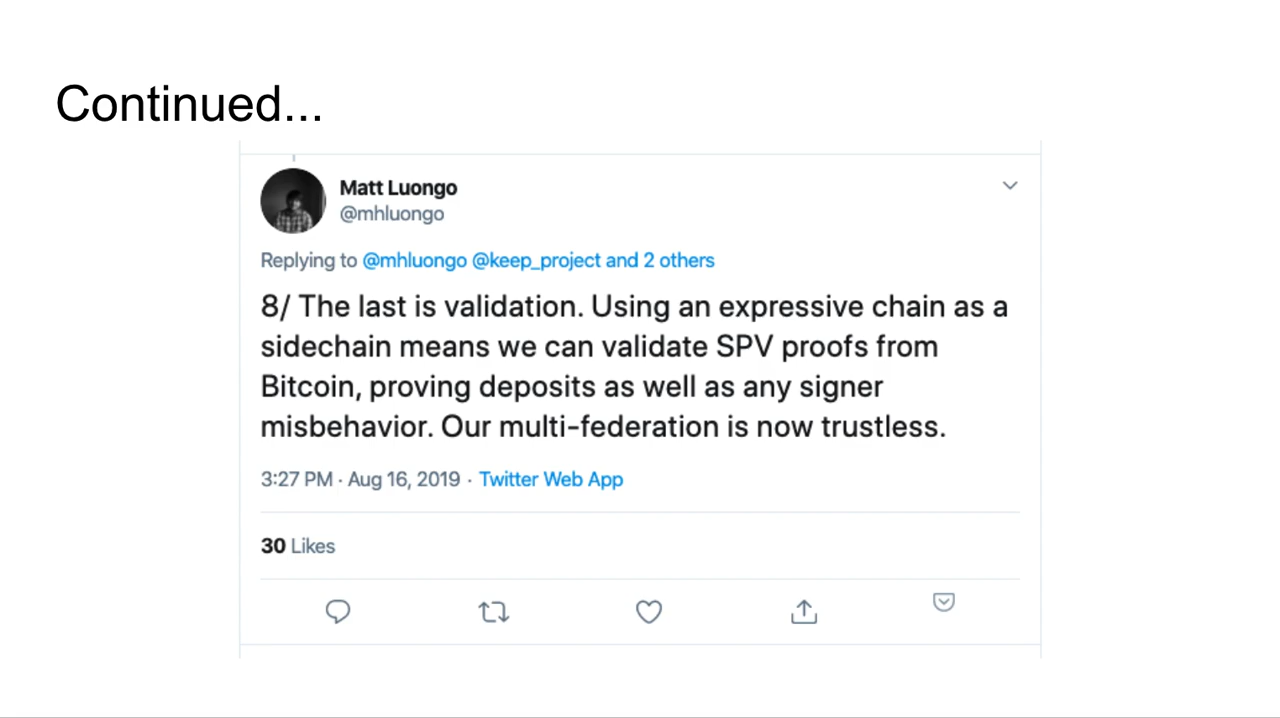 Continued...
Matt Luongo
@mhluongo
Replying to @mhluongo @keep_project and 2 others
8/ The last is validation. Using an expressive chain as a
sidechain means we can validate SPV proofs from
Bitcoin, proving deposits as well as any signer
misbehavior. Our multi-federation is now trustless.
3:27 PM · Aug 16, 2019 · Twitter Web App
30 Likes